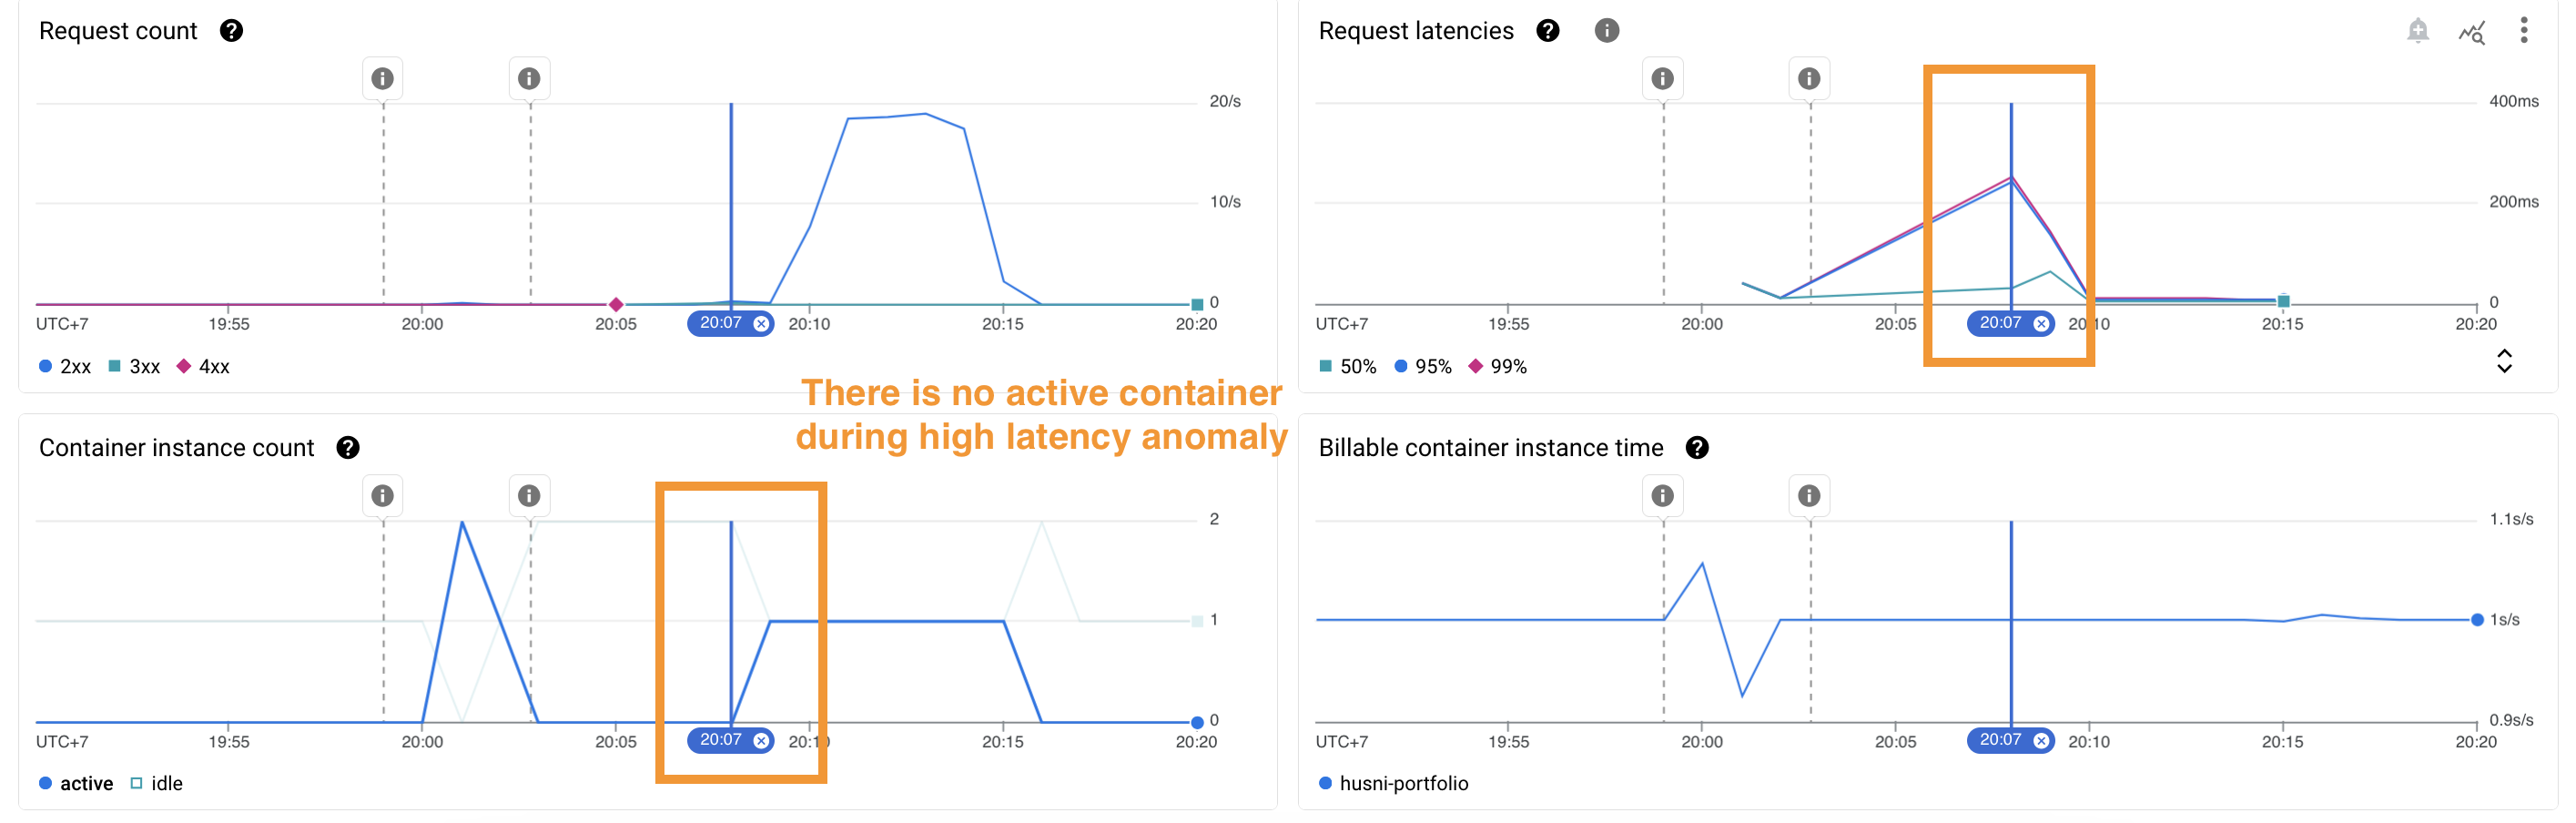 Request count
20/s
10/s
0
UTC+7 19:55 20:00 20:05 20:07 20:10 20:15 20:20
2xx 3xx 4xx
Request latencies
400ms
200ms
0
UTC+7 19:55 20:00 20:05 20:07 20:10 20:15 20:20
50% 95% 99%
There is no active container
during high latency anomaly
Container instance count
2
1
0
UTC+7 19:55 20:00 20:05 20:07 20:10 20:15 20:20
active idle
Billable container instance time
1.1s/s
1s/s
0.9s/s
UTC+7 19:55 20:00 20:05 20:07 20:10 20:15 20:20
husni-portfolio